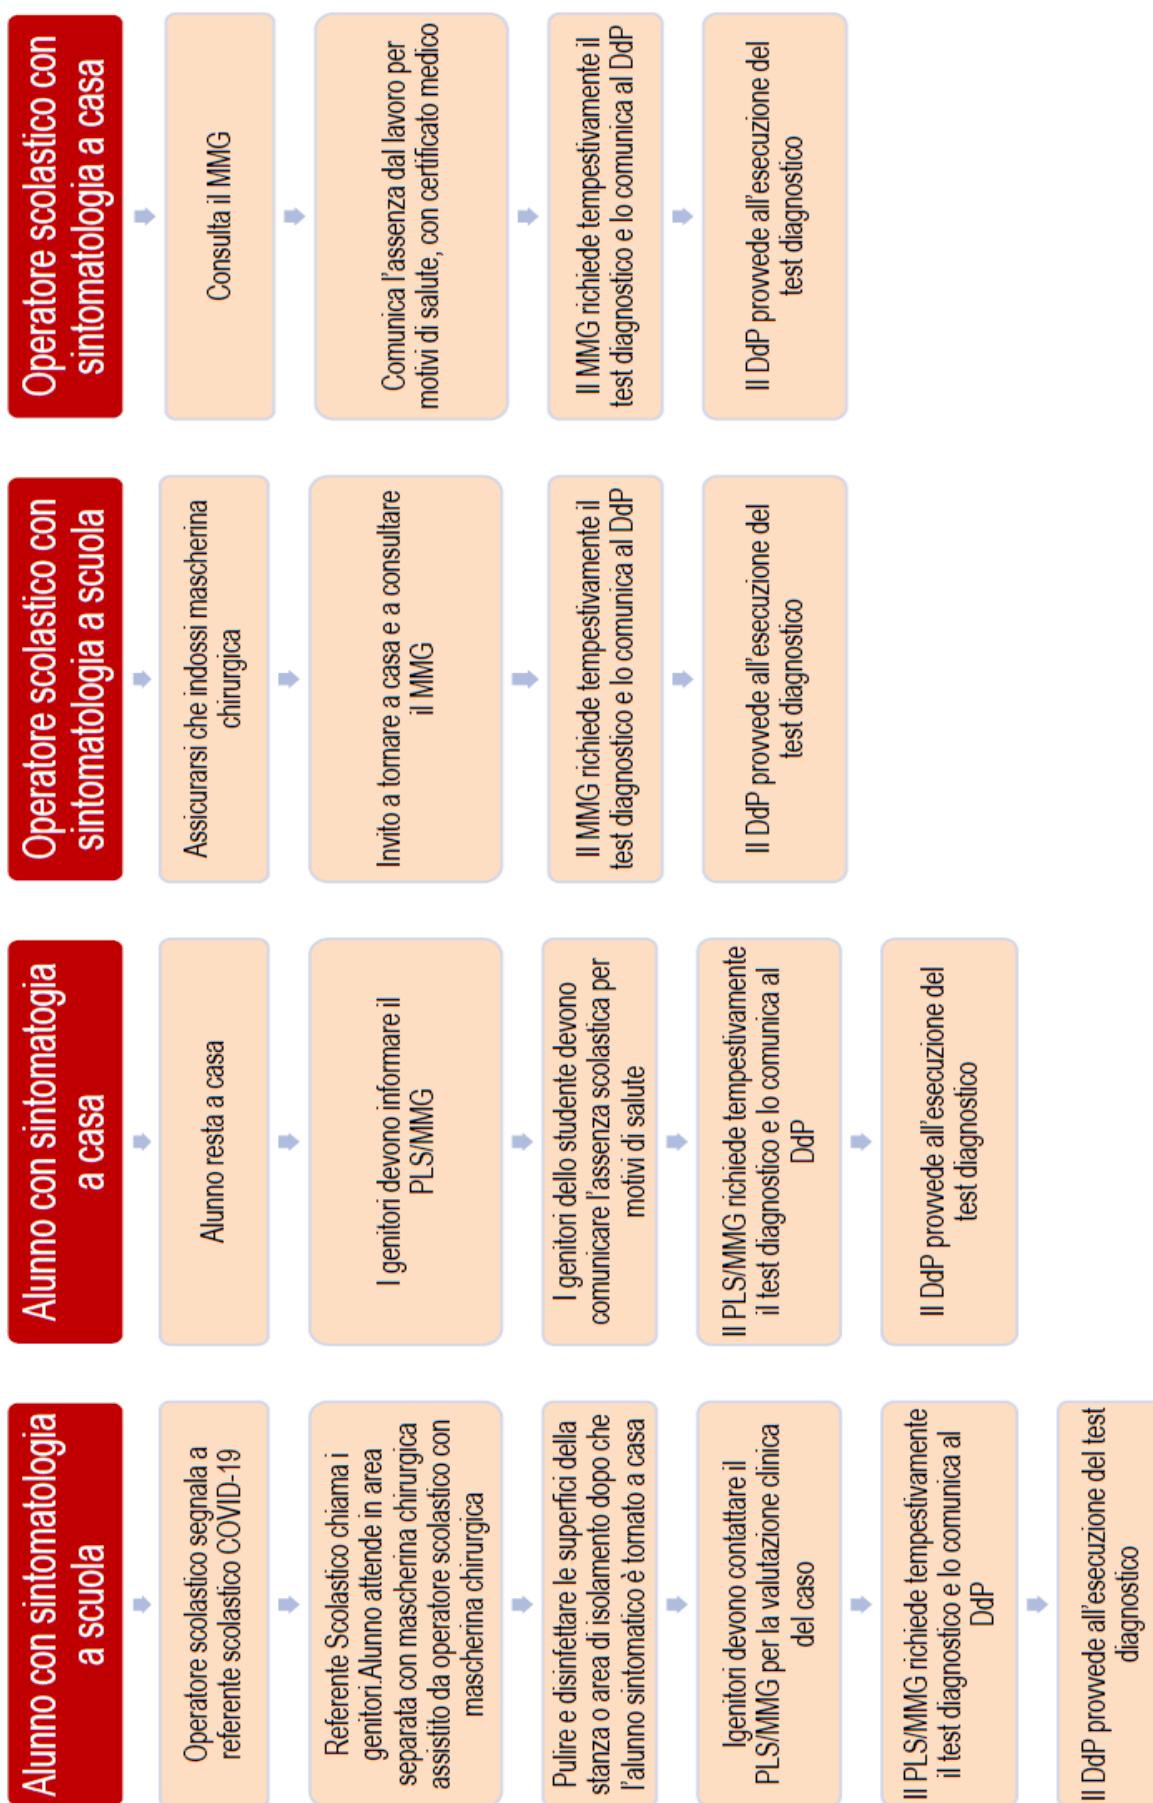 Alunno con sintomatologia
a scuola
Operatore scolastico segnala a
referente scolastico COVID-19
Referente Scolastico chiama i
genitori.Alunno attende in area
separata con mascherina chirurgica
assistito da operatore scolastico con
mascherina chirurgica
Pulire e disinfettare le superfici della
stanza o area di isolamento dopo che
l'alunno sintomatico è tornato a casa
Igenitori devono contattare il
PLS/MMG per la valutazione clinica
del caso
Il PLS/MMG richiede tempestivamente
il test diagnostico e lo comunica al
DdP
Il DdP provvede all'esecuzione del test
diagnostico
Alunno con sintomatogia
a casa
Alunno resta a casa
I genitori devono informare il
PLS/MMG
I genitori dello studente devono
comunicare l'assenza scolastica per
motivi di salute
Il PLS/MMG richiede tempestivamente
il test diagnostico e lo comunica al
DdP
Il DdP provvede all'esecuzione del
test diagnostico
Operatore scolastico con
sintomatologia a scuola
Assicurarsi che indossi mascherina
chirurgica
Invito a tornare a casa e a consultare
il MMG
Il MMG richiede tempestivamente il
test diagnostico e lo comunica al DdP
Il DdP provvede all'esecuzione del
test diagnostico
Operatore scolastico con
sintomatologia a casa
Consulta il MMG
Comunica l'assenza dal lavoro per
motivi di salute, con certificato medico
Il MMG richiede tempestivamente il
test diagnostico e lo comunica al DdP
Il DdP provvede all'esecuzione del
test diagnostico